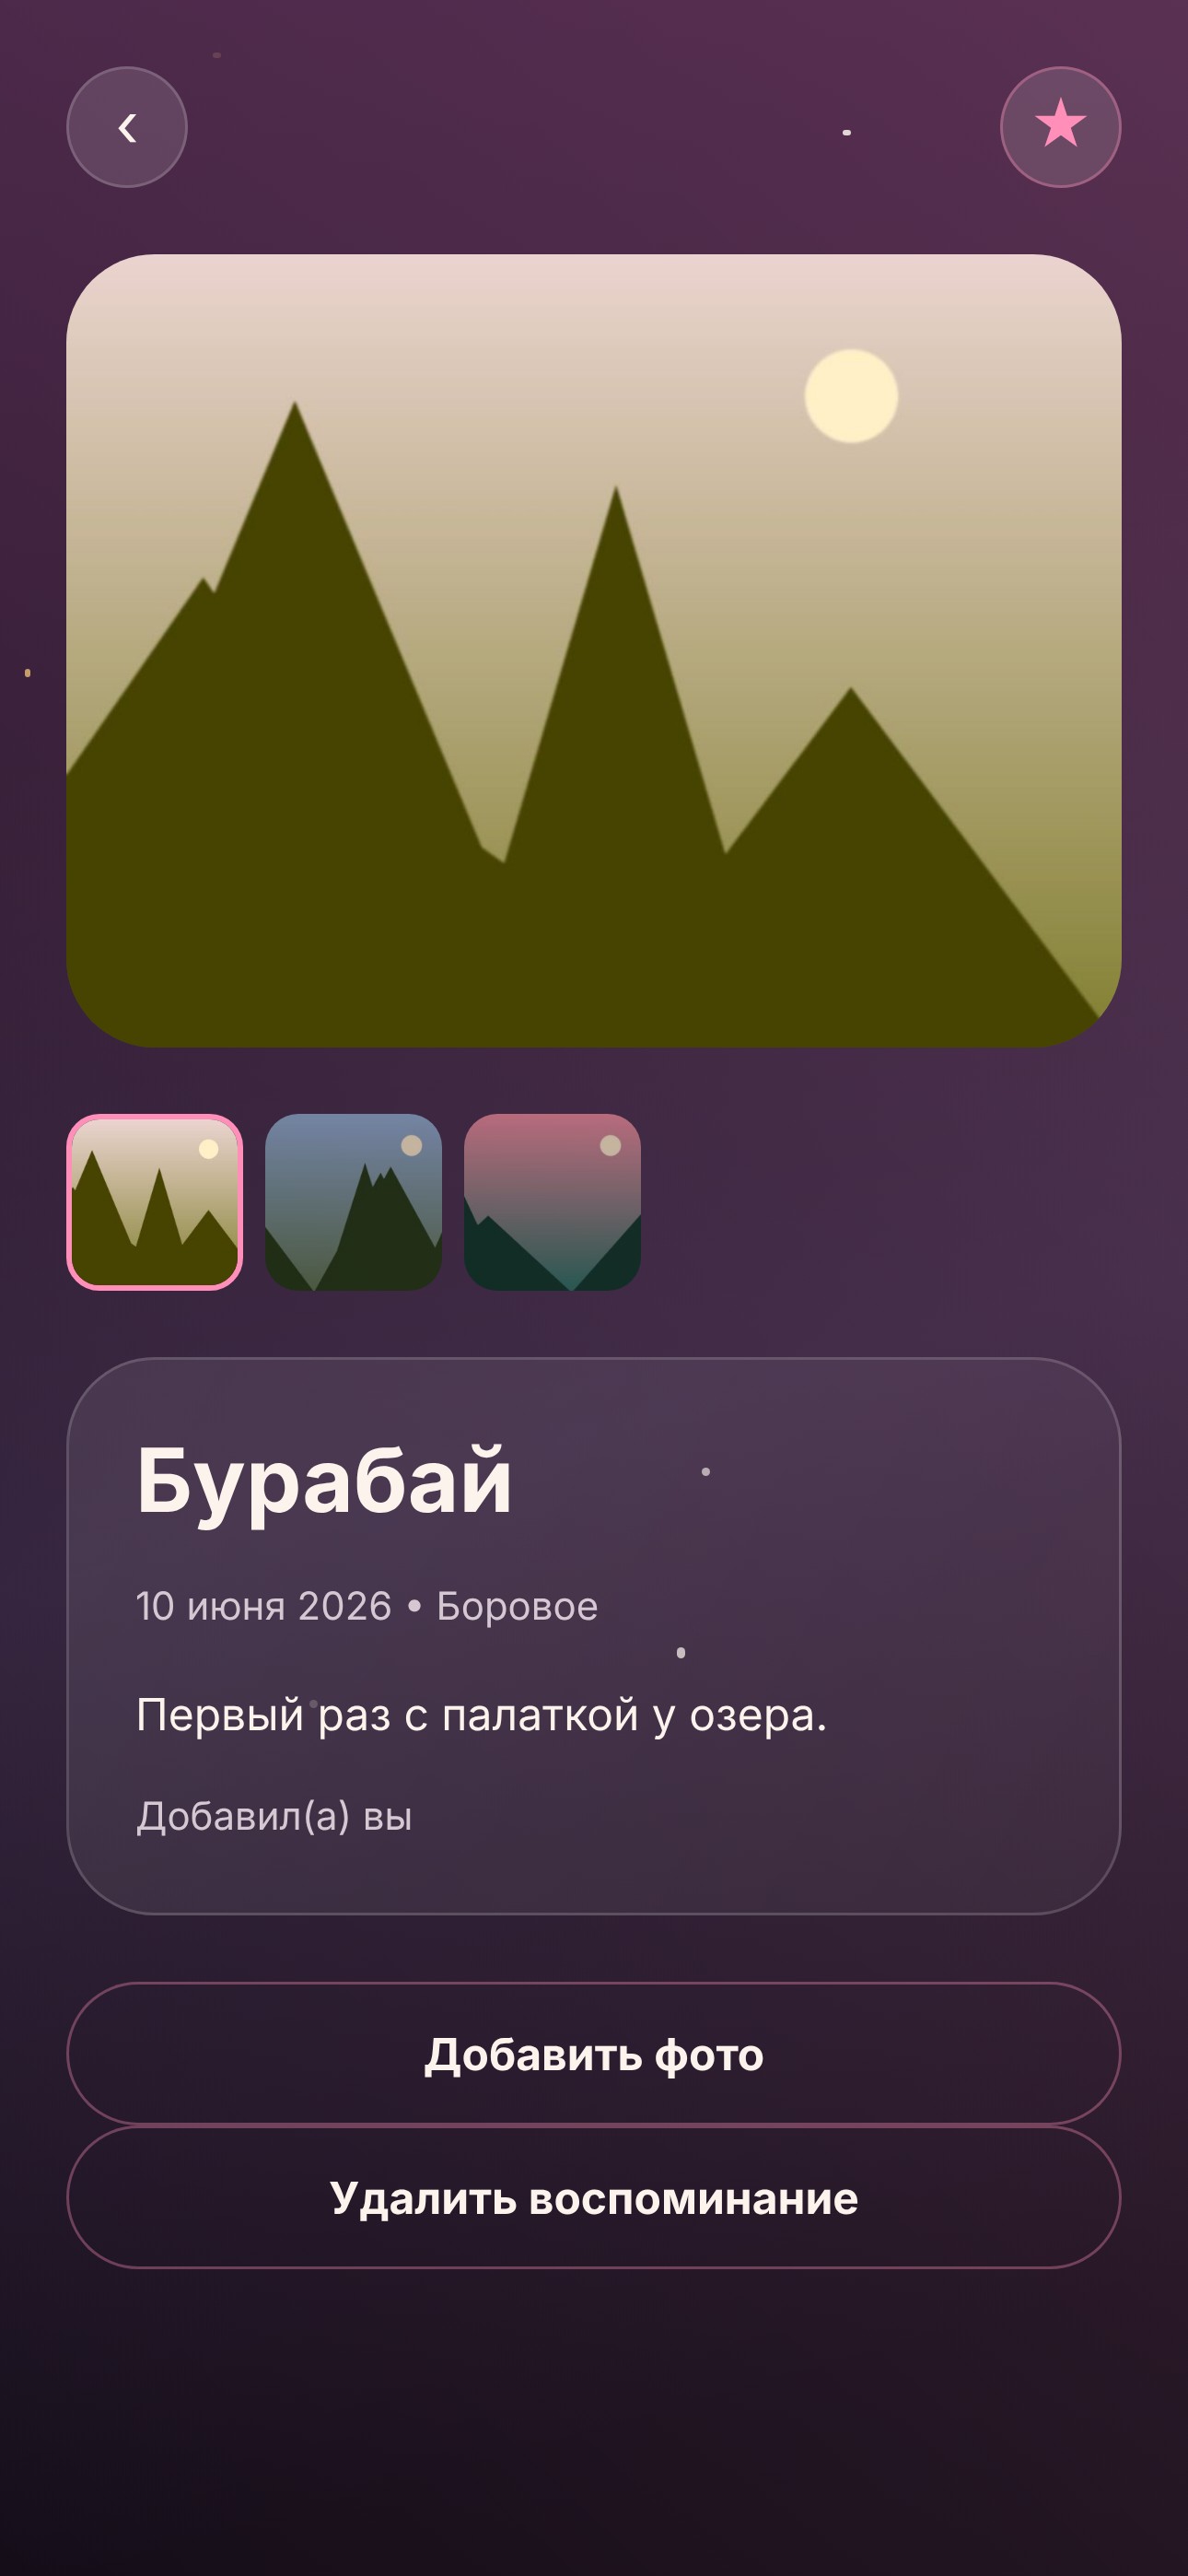 Бурабай
10 июня 2026 • Боровое
Первый раз с палаткой у озера.
Добавил(а) вы
Добавить фото
Удалить воспоминание